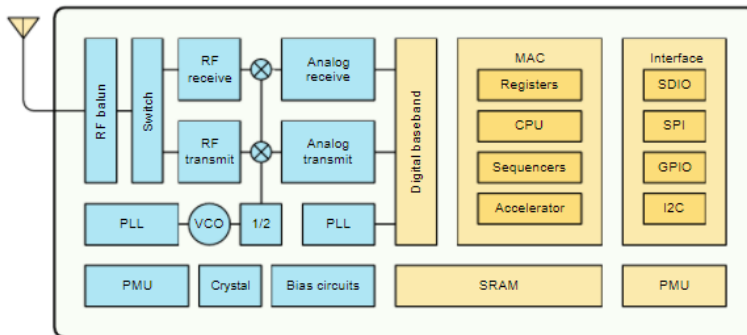 RF balun
Switch
RF
receive
Analog
receive
RF
transmit
Analog
transmit
PLL
VCO
1/2
PLL
Digital baseband
MAC
Registers
CPU
Sequencers
Accelerator
Interface
SDIO
SPI
GPIO
I2C
PMU
Crystal
Bias circuits
SRAM
PMU